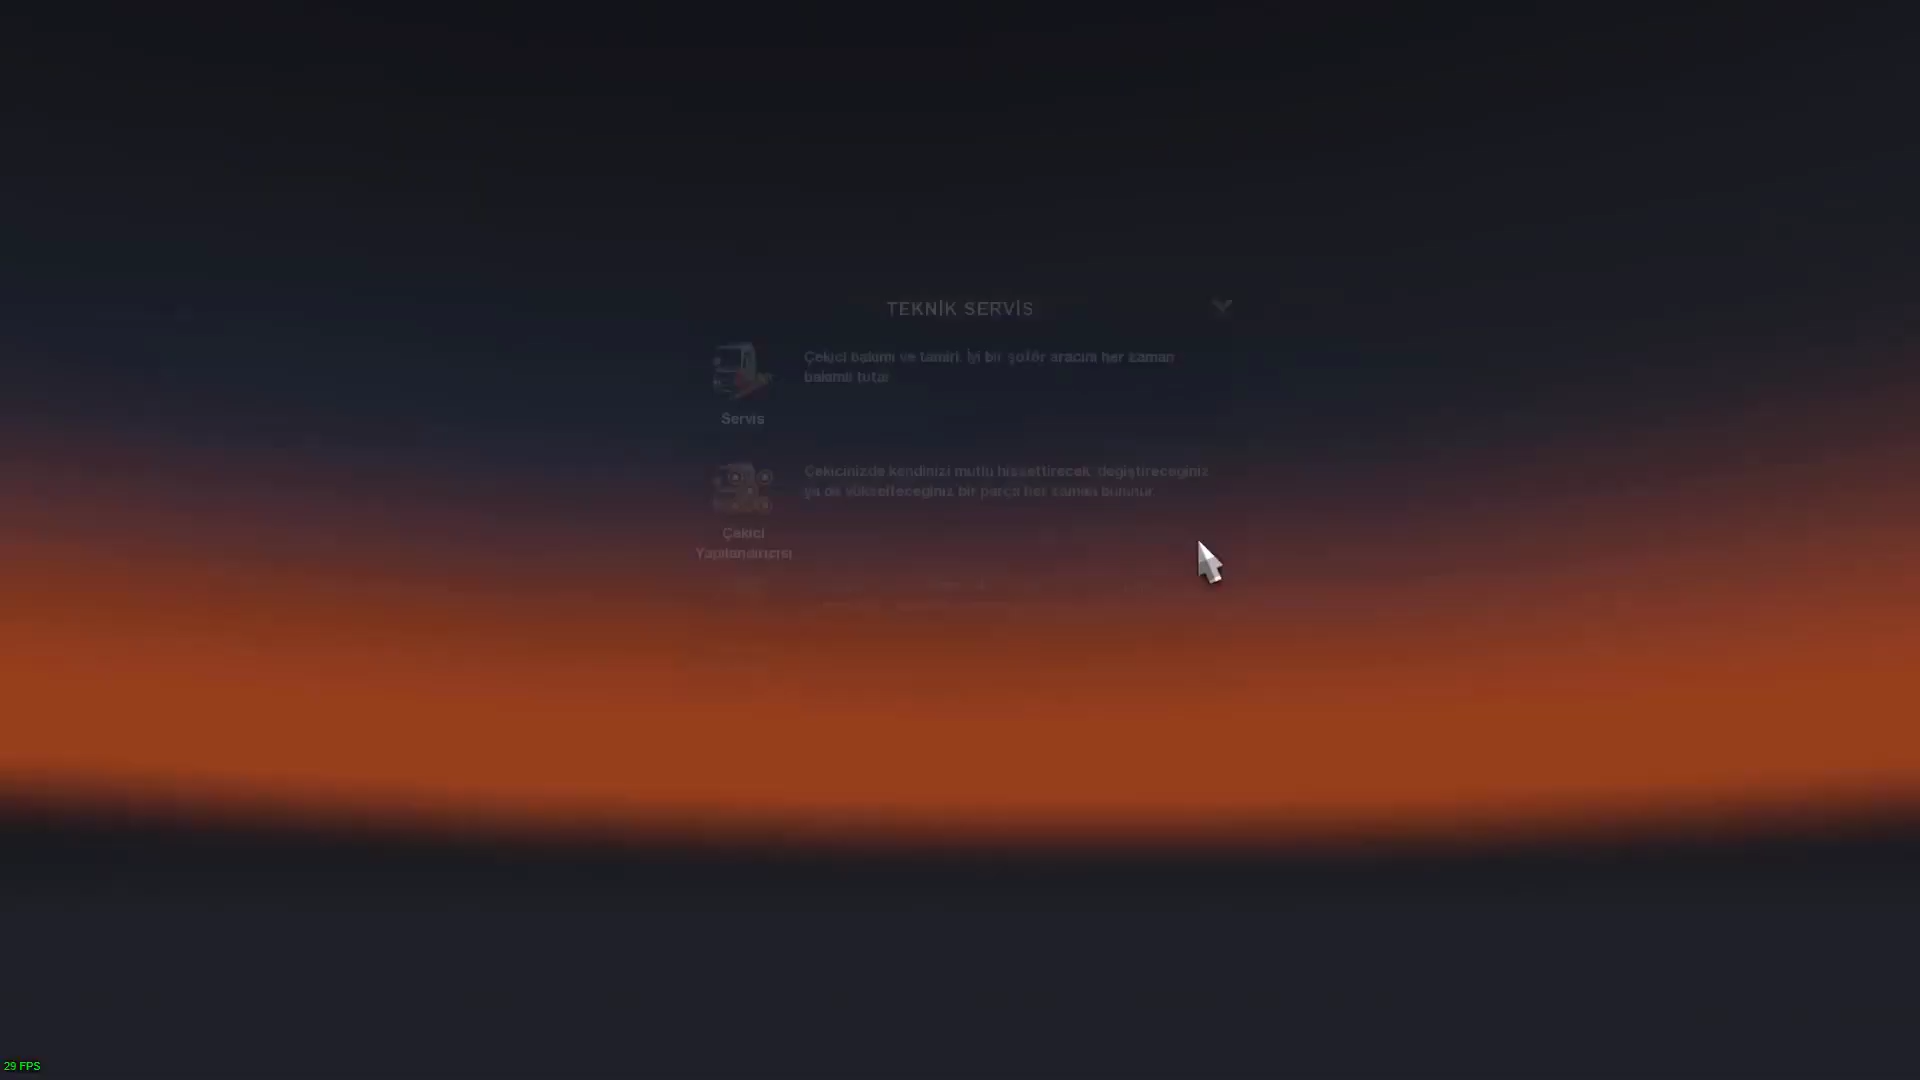 TEKNİK SERVİS
Çekici bakımı ve tamiri. İyi bir şoför aracını her zaman
bakımlı tutar.
Servis
Çekicinizde kendinizi mutlu hissettirecek, değiştireceğiniz
ya da yükselteceğiniz bir parça her zaman bulunur.
Çekici
Yapılandırıcısı
29 FPS